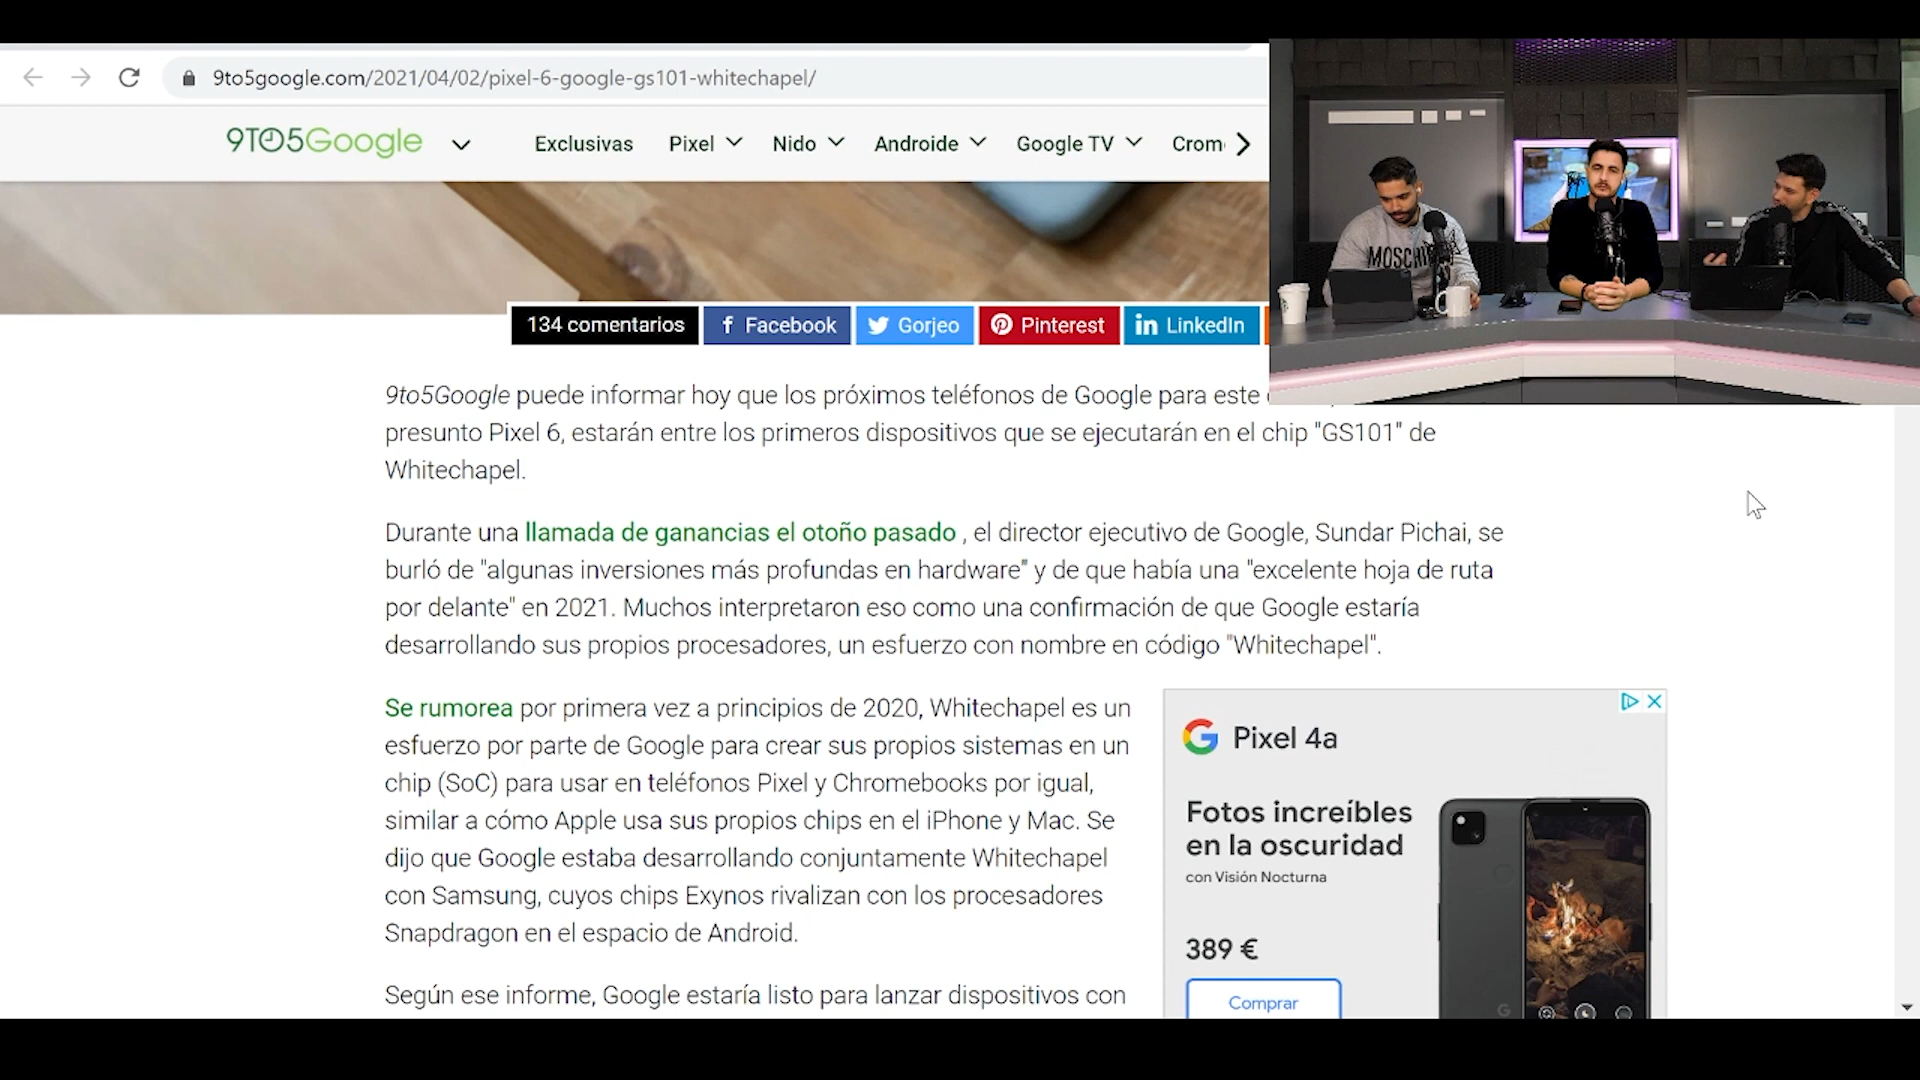 9to5google.com/2021/04/02/pixel-6-google-gs101-whitechapel/
9TO5Google
Exclusivas Pixel Nido Androide Google TV Crom
MOSCHI
134 comentarios Facebook Gorjeo Pinterest LinkedIn
9to5Google puede informar hoy que los próximos teléfonos de Google para este
presunto Pixel 6, estarán entre los primeros dispositivos que se ejecutarán en el chip "GS101" de
Whitechapel.
Durante una llamada de ganancias el otoño pasado , el director ejecutivo de Google, Sundar Pichai, se
burló de "algunas inversiones más profundas en hardware" y de que había una "excelente hoja de ruta
por delante" en 2021. Muchos interpretaron eso como una confirmación de que Google estaría
desarrollando sus propios procesadores, un esfuerzo con nombre en código "Whitechapel".
Se rumorea por primera vez a principios de 2020, Whitechapel es un
esfuerzo por parte de Google para crear sus propios sistemas en un
chip (SoC) para usar en teléfonos Pixel y Chromebooks por igual,
similar a cómo Apple usa sus propios chips en el iPhone y Mac. Se
dijo que Google estaba desarrollando conjuntamente Whitechapel
con Samsung, cuyos chips Exynos rivalizan con los procesadores
Snapdragon en el espacio de Android.
Según ese informe, Google estaría listo para lanzar dispositivos con
G Pixel 4a
Fotos increíbles
en la oscuridad
con Visión Nocturna
389 €
Comprar